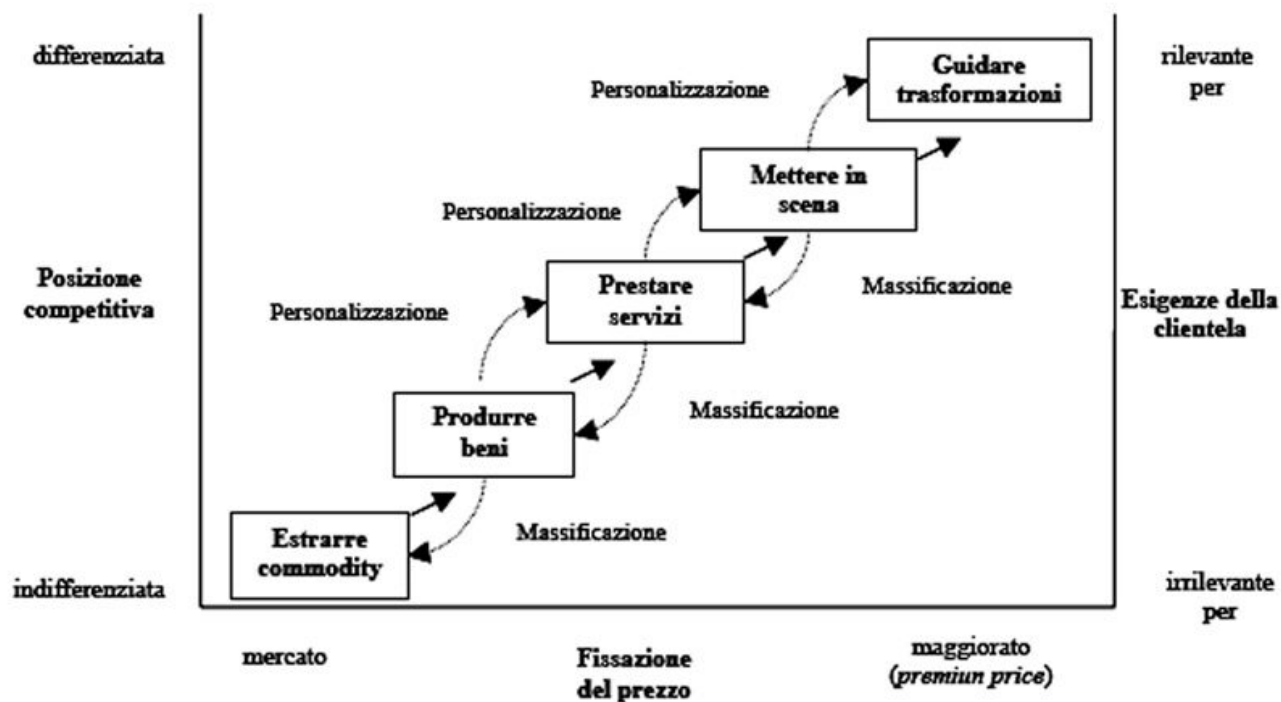 differenziata
Guidare
trasformazioni
rilevante
per
Personalizzazione
Mettere in
scena
Personalizzazione
Posizione
competitiva
Prestare
servizi
Massificazione
Esigenze della
clientela
Personalizzazione
Produrre
beni
Massificazione
Estrarre
commodity
Massificazione
indifferenziata
irrilevante
per
mercato
Fissazione
del prezzo
maggiorato
(premiun price)